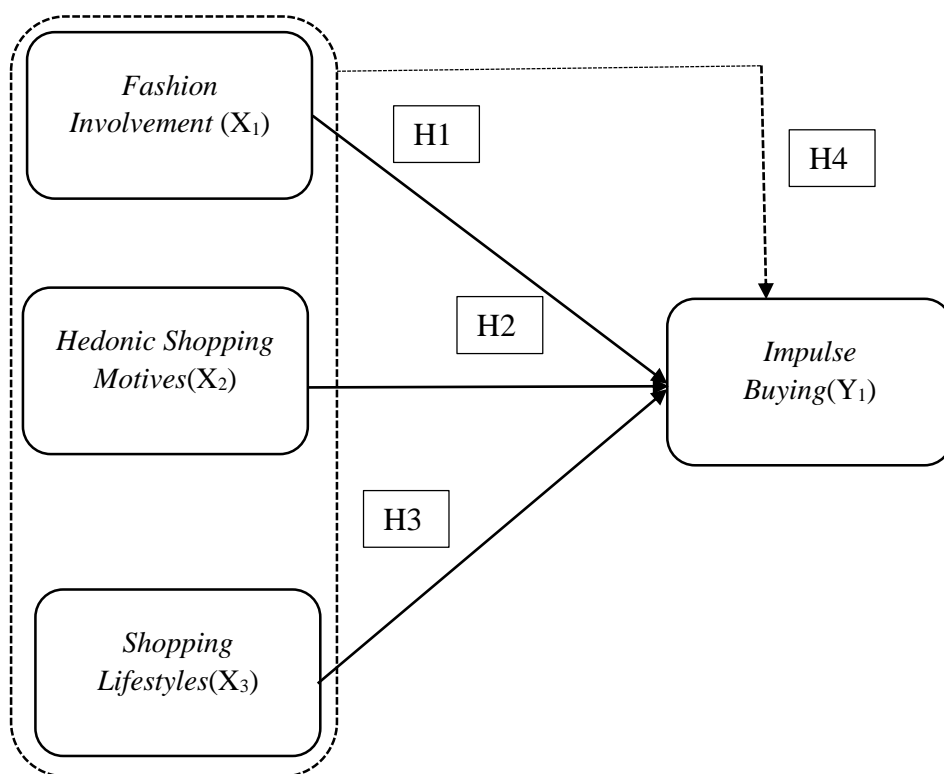 Fashion
Involvement (X₁)
H1
H4
Hedonic Shopping
Motives(X₂)
H2
Impulse
Buying(Y₁)
H3
Shopping
Lifestyles(X₃)